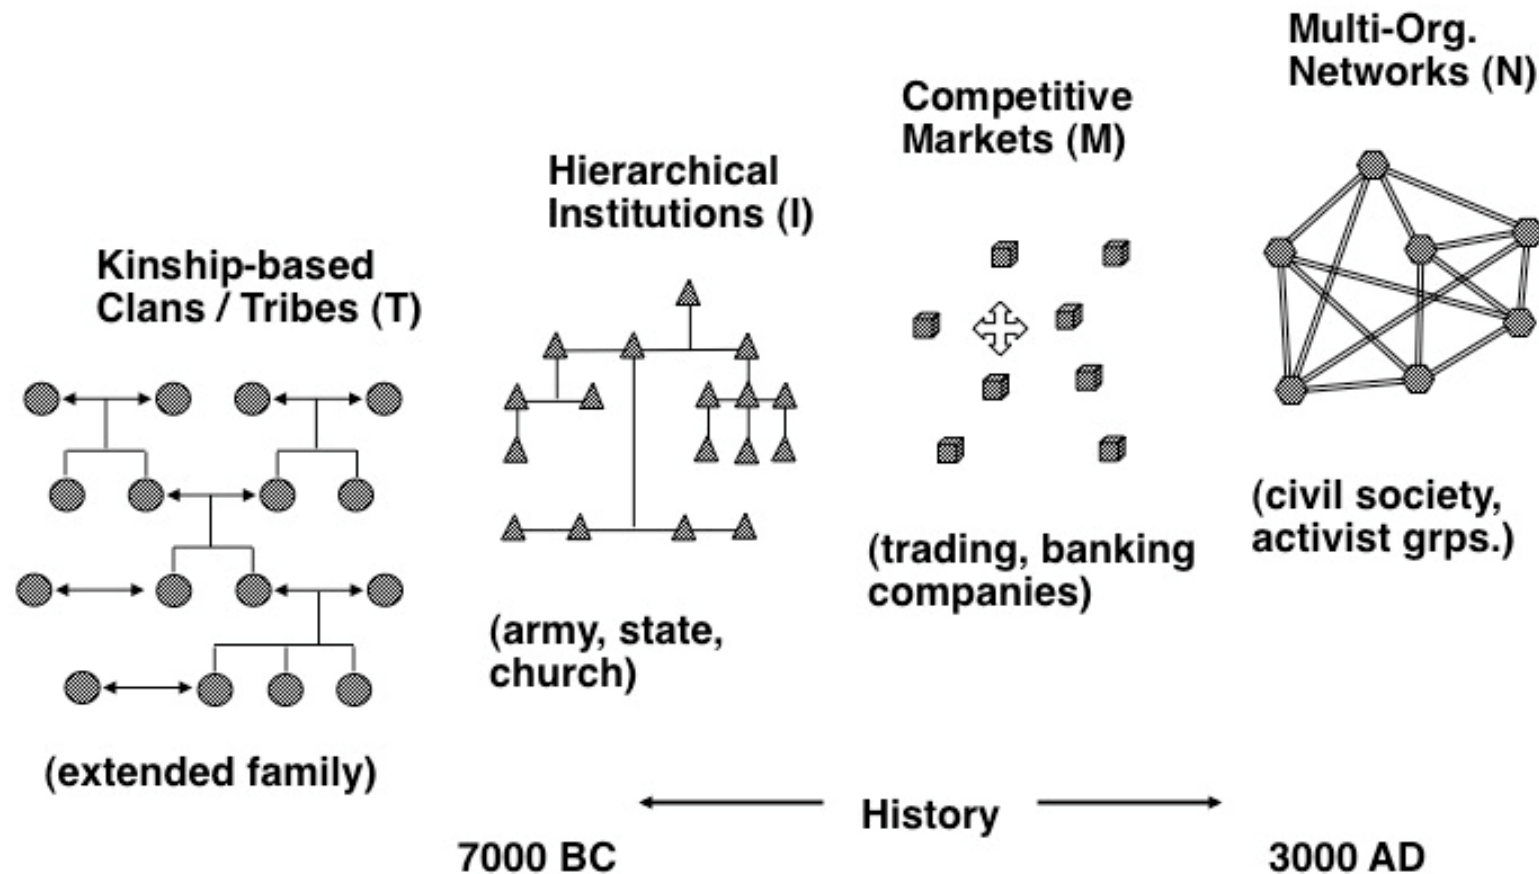 Kinship-based
Clans / Tribes (T)
(extended family)
Hierarchical
Institutions (I)
(army, state,
church)
Competitive
Markets (M)
(trading, banking
companies)
Multi-Org.
Networks (N)
(civil society,
activist grps.)
History
7000 BC
3000 AD